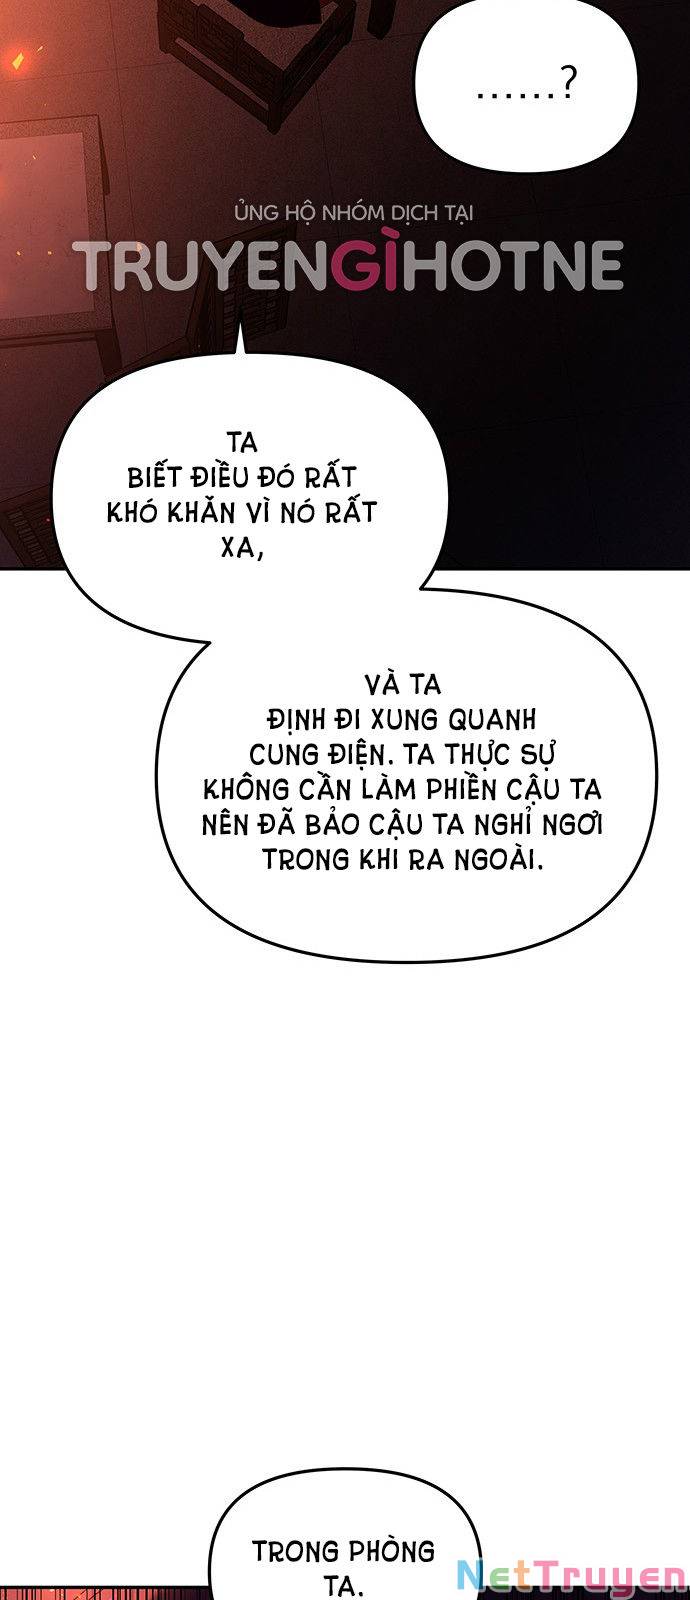 ......?
ỦNG HỘ NHÓM DỊCH TẠI
TRUYENGÌHOTNE
TA
BIẾT ĐIỀU ĐÓ RẤT
KHÓ KHĂN VÌ NÓ RẤT
XA,
VÀ TA
ĐỊNH ĐI XUNG QUANH
CUNG ĐIỆN. TA THỰC SỰ
KHÔNG CẦN LÀM PHIỀN CẬU TA
NÊN ĐÃ BẢO CẬU TA NGHỈ NGƠI
TRONG KHI RA NGOÀI.
TRONG PHÒNG
TA.
NetTruyen